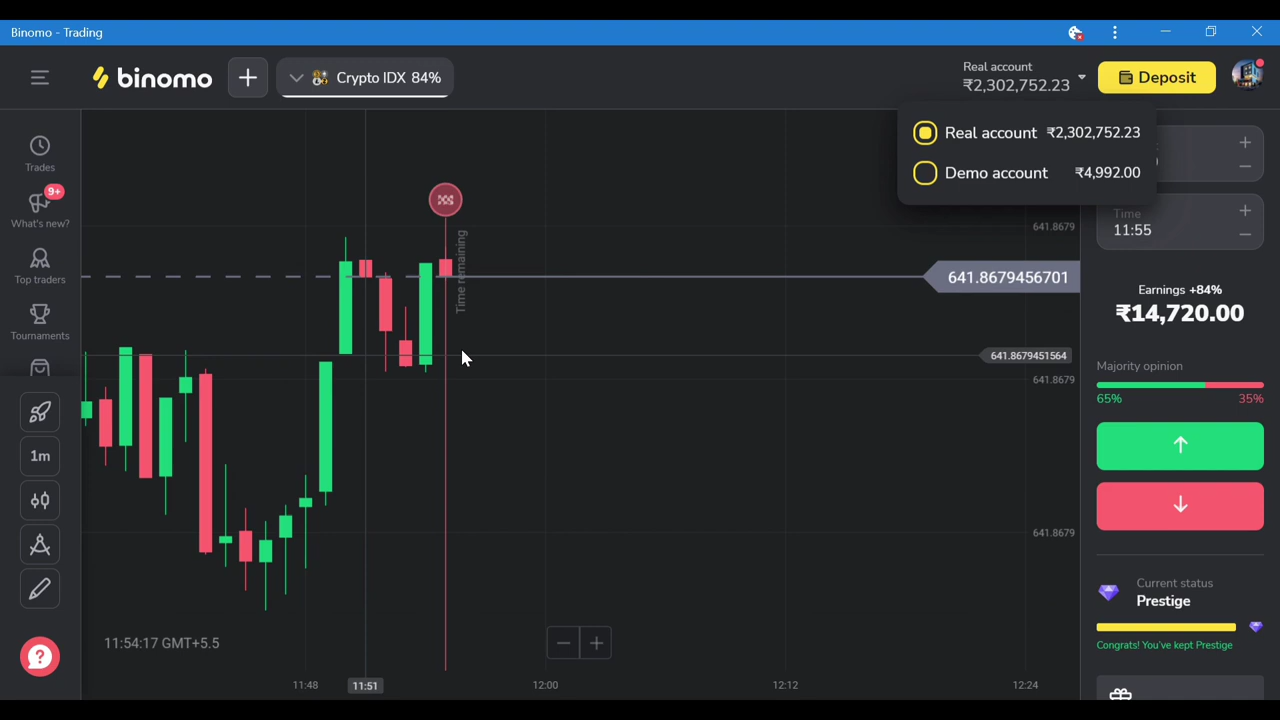 Binomo - Trading
binomo
Crypto IDX 84%
Real account
₹2,302,752.23
Deposit
Real account ₹2,302,752.23
Demo account ₹4,992.00
Trades
9+
What's new?
Top traders
Tournaments
1m
Time remaining
641.8679
641.8679456701
641.8679451564
641.8679
641.8679
Time
11:55
Earnings +84%
₹14,720.00
Majority opinion
65% 35%
Current status
Prestige
Congrats! You've kept Prestige
11:54:17 GMT+5.5
11:48 11:51 12:00 12:12 12:24